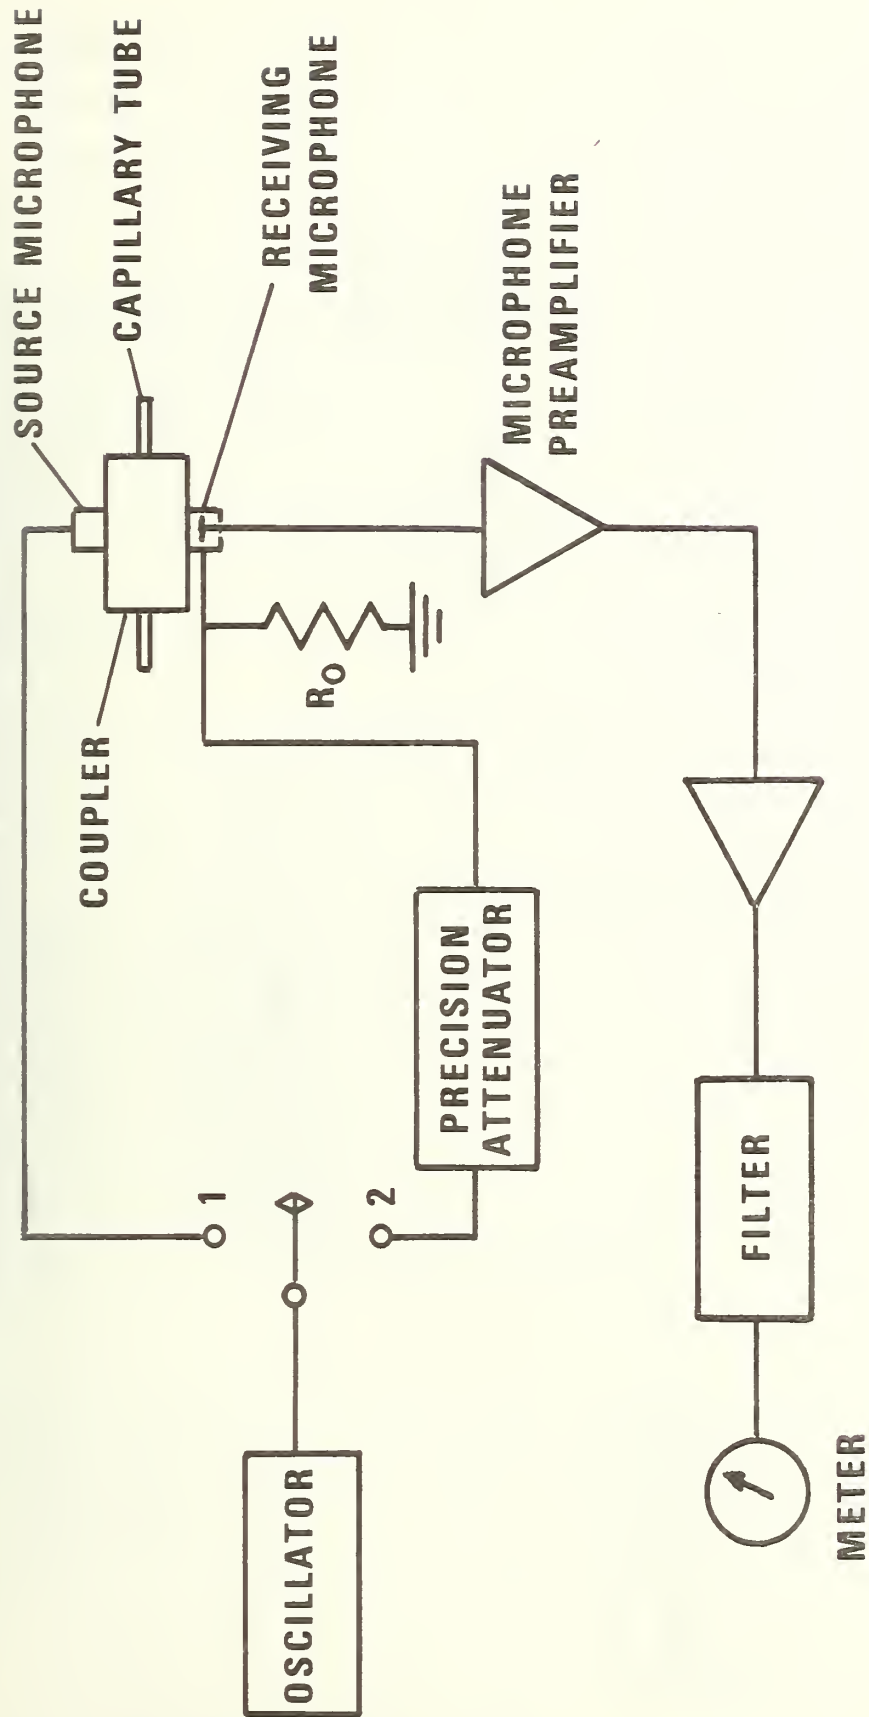 SOURCE MICROPHONE
CAPILLARY TUBE
COUPLER
RECEIVING
MICROPHONE
R₀
MICROPHONE
PREAMPLIFIER
1
2
PRECISION
ATTENUATOR
OSCILLATOR
FILTER
METER